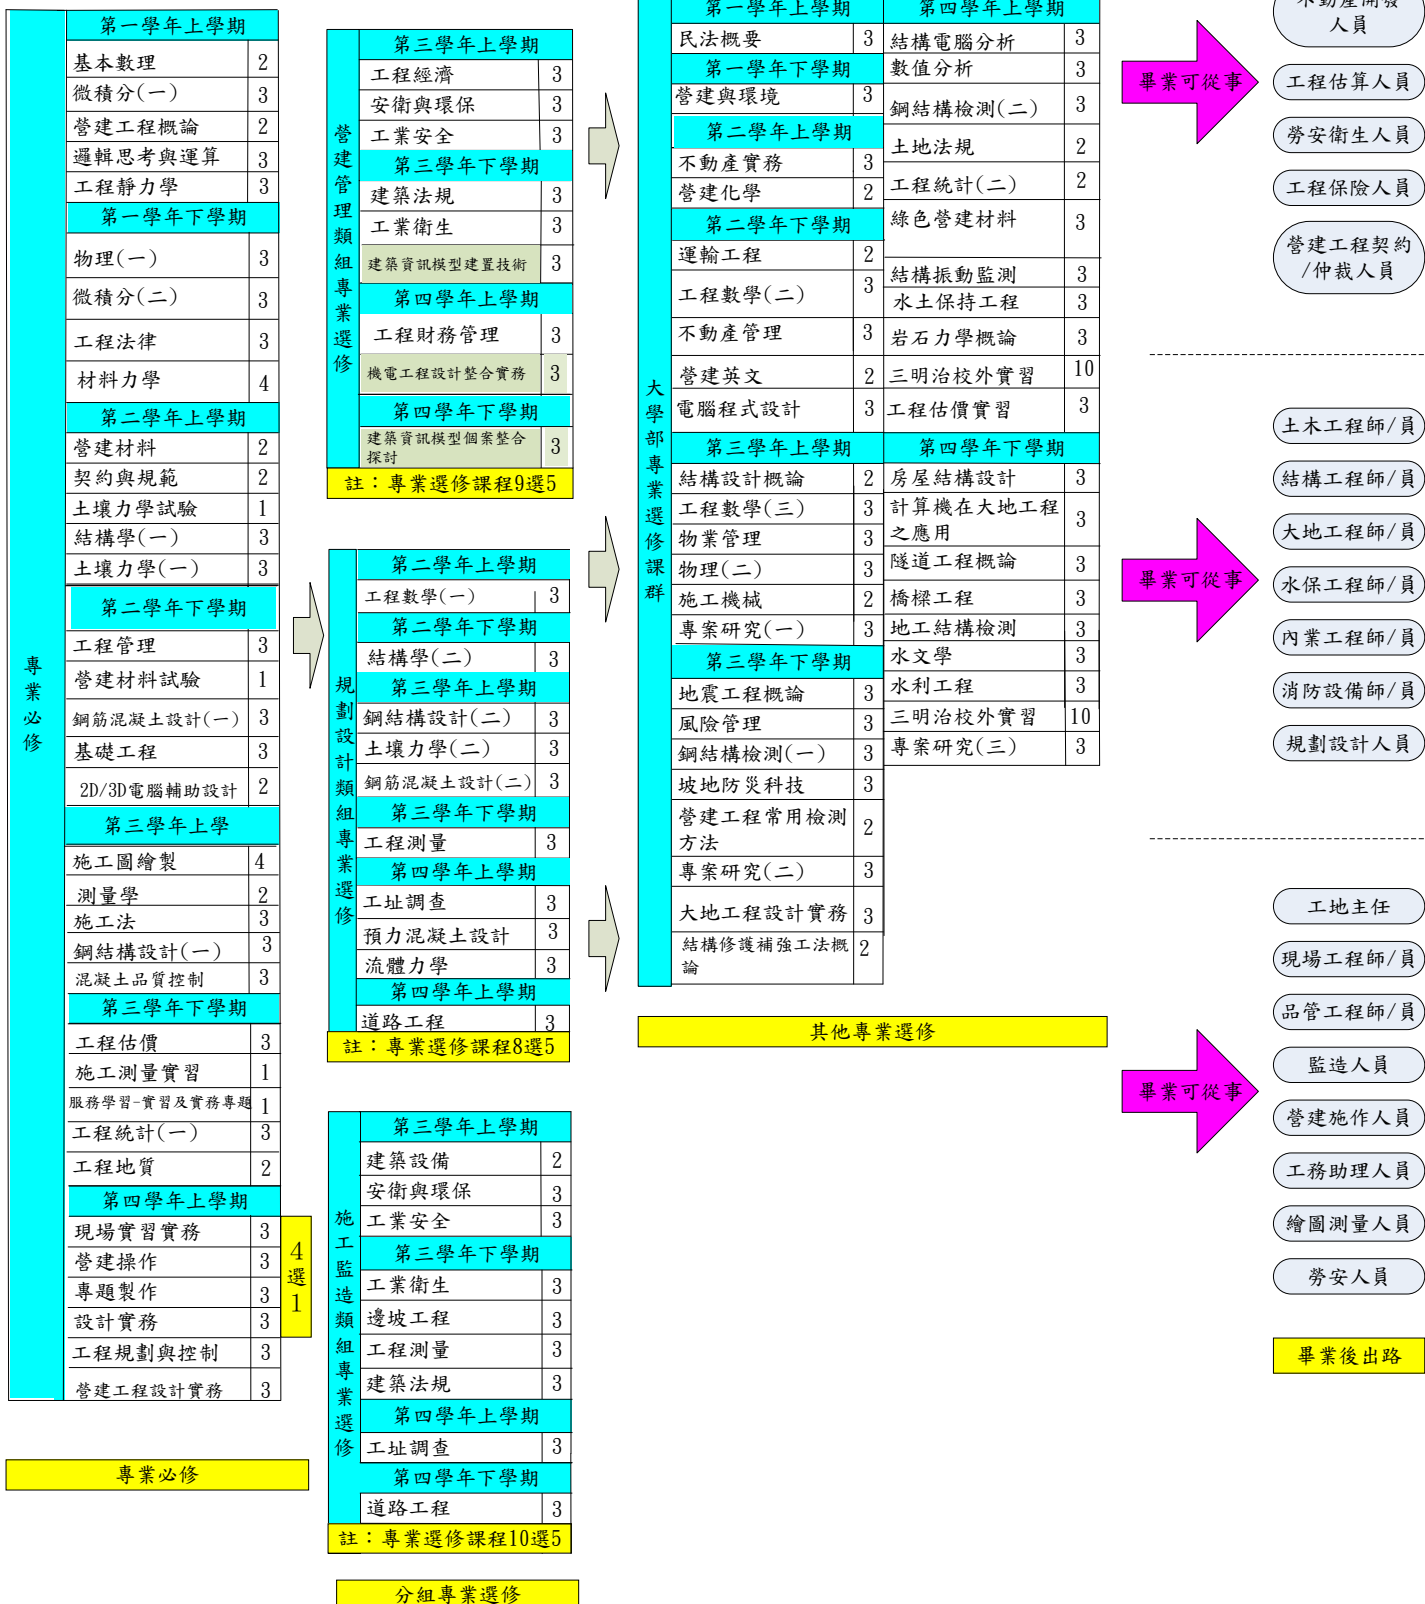 專業必修
第一學年上學期
基本數理 2
微積分(一) 3
營建工程概論 2
邏輯思考與運算 3
工程靜力學 3
第一學年下學期
物理(一) 3
微積分(二) 3
工程法律 3
材料力學 4
第二學年上學期
營建材料 2
契約與規範 2
土壤力學試驗 1
結構學(一) 3
土壤力學(一) 3
第二學年下學期
工程管理 3
營建材料試驗 1
鋼筋混凝土設計(一) 3
基礎工程 3
2D/3D電腦輔助設計 2
第三學年上學
施工圖繪製 4
測量學 2
施工法 3
鋼結構設計(一) 3
混凝土品質控制 3
第三學年下學期
工程估價 3
施工測量實習 1
服務學習-實習及實務專題 1
工程統計(一) 3
工程地質 2
第四學年上學期
現場實習實務 3
營建操作 3
專題製作 3
設計實務 3
4選1
工程規劃與控制 3
營建工程設計實務 3
專業必修
營建管理類組專業選修
第三學年上學期
工程經濟 3
安衛與環保 3
工業安全 3
第三學年下學期
建築法規 3
工業衛生 3
建築資訊模型建置技術 3
第四學年上學期
工程財務管理 3
機電工程設計整合實務 3
第四學年下學期
建築資訊模型個案整合
探討 3
註：專業選修課程9選5
規劃設計類組專業選修
第二學年上學期
工程數學(一) 3
第二學年下學期
結構學(二) 3
第三學年上學期
鋼結構設計(二) 3
土壤力學(二) 3
鋼筋混凝土設計(二) 3
第三學年下學期
工程測量 3
第四學年上學期
工址調查 3
預力混凝土設計 3
流體力學 3
第四學年上學期
道路工程 3
註：專業選修課程8選5
施工監造類組專業選修
第三學年上學期
建築設備 2
安衛與環保 3
工業安全 3
第三學年下學期
工業衛生 3
邊坡工程 3
工程測量 3
建築法規 3
第四學年上學期
工址調查 3
第四學年下學期
道路工程 3
註：專業選修課程10選5
分組專業選修
大學部專業選修課群
第一學年上學期
民法概要 3
第一學年下學期
營建與環境 3
第二學年上學期
不動產實務 3
營建化學 2
第二學年下學期
運輸工程 2
工程數學(二) 3
不動產管理 3
營建英文 2
電腦程式設計 3
第三學年上學期
結構設計概論 2
工程數學(三) 3
物業管理 3
物理(二) 3
施工機械 2
專案研究(一) 3
第三學年下學期
地震工程概論 3
風險管理 3
鋼結構檢測(一) 3
坡地防災科技 3
營建工程常用檢測
方法 2
專案研究(二) 3
大地工程設計實務 3
結構修護補強工法概
論 2
第四學年上學期
結構電腦分析 3
數值分析 3
鋼結構檢測(二) 3
土地法規 2
工程統計(二) 2
綠色營建材料 3
結構振動監測 3
水土保持工程 3
岩石力學概論 3
三明治校外實習 10
工程估價實習 3
第四學年下學期
房屋結構設計 3
計算機在大地工程
之應用 3
隧道工程概論 3
橋樑工程 3
地工結構檢測 3
水文學 3
水利工程 3
三明治校外實習 10
專案研究(三) 3
其他專業選修
畢業可從事
不動產開發
人員
工程估算人員
勞安衛生人員
工程保險人員
營建工程契約
/仲裁人員
畢業可從事
土木工程師/員
結構工程師/員
大地工程師/員
水保工程師/員
內業工程師/員
消防設備師/員
規劃設計人員
畢業可從事
工地主任
現場工程師/員
品管工程師/員
監造人員
營建施作人員
工務助理人員
繪圖測量人員
勞安人員
畢業後出路